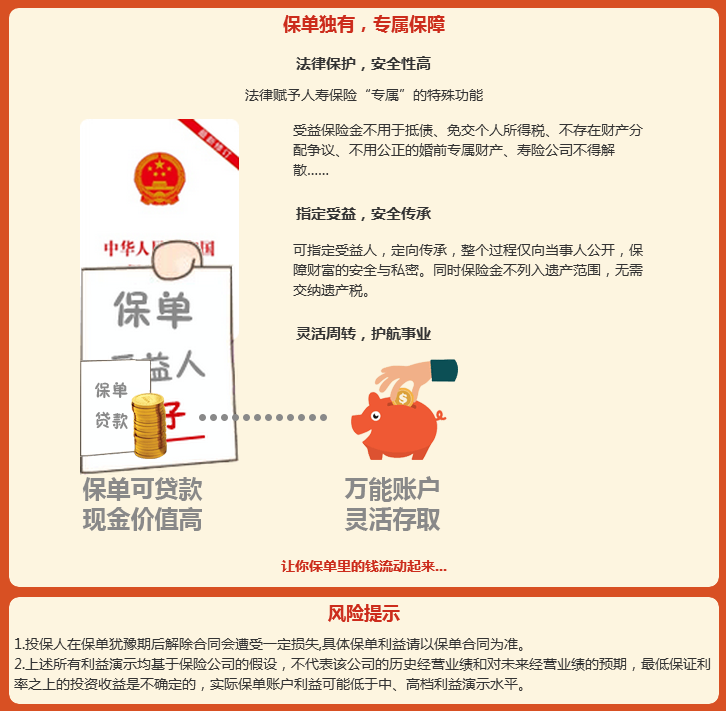 保单独有，专属保障
法律保护，安全性高
法律赋予人寿保险“专属”的特殊功能
受益保险金不用于抵债、免交个人所得税、不存在财产分
配争议、不用公正的婚前专属财产、寿险公司不得解
散......
最新修订
中华人民
国
指定受益，安全传承
可指定受益人，定向传承，整个过程仅向当事人公开，保
障财富的安全与私密。同时保险金不列入遗产范围，无需
交纳遗产税。
保单
益人
子
灵活周转，护航事业
保单
贷款
保单可贷款
现金价值高
万能账户
灵活存取
让你保单里的钱流动起来...
风险提示
1.投保人在保单犹豫期后解除合同会遭受一定损失,具体保单利益请以保单合同为准。
2.上述所有利益演示均基于保险公司的假设，不代表该公司的历史经营业绩和对未来经营业绩的预期，最低保证利
率之上的投资收益是不确定的，实际保单账户利益可能低于中、高档利益演示水平。